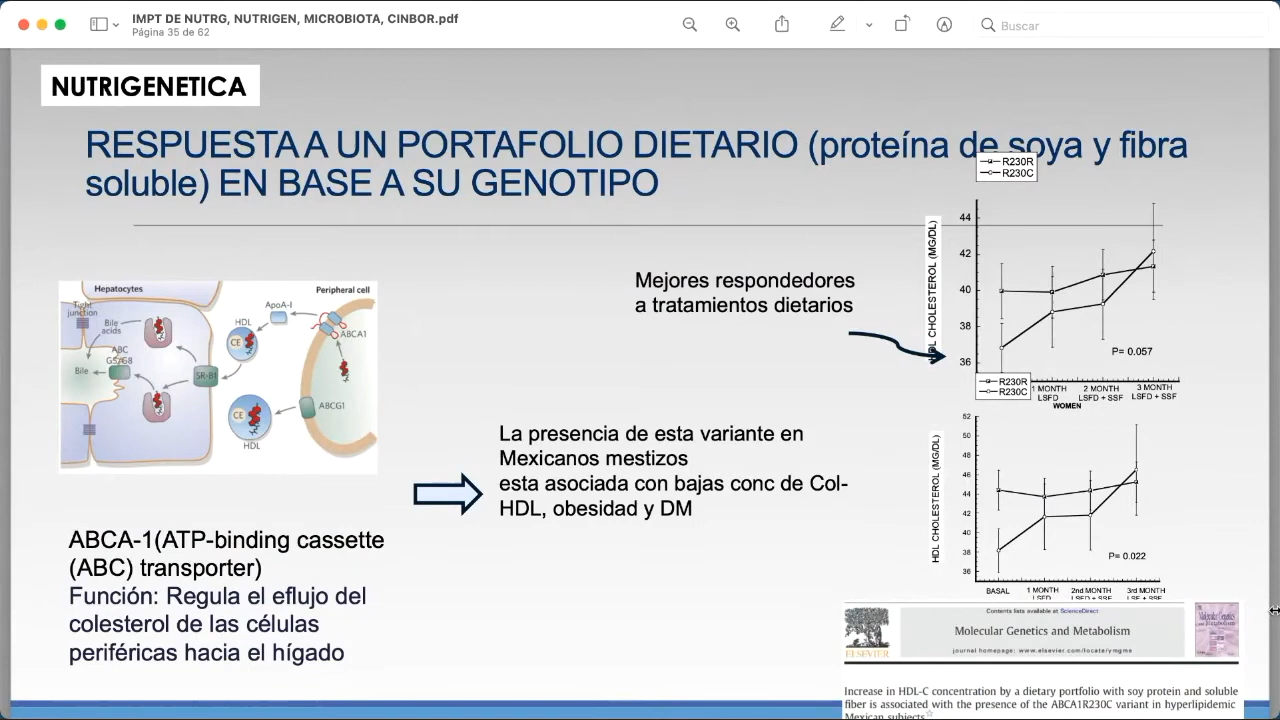 IMPT DE NUTRG, NUTRIGEN, MICROBIOTA, CINBOR.pdf
Página 35 de 62
Buscar
NUTRIGENETICA
RESPUESTA A UN PORTAFOLIO DIETARIO (proteína de soya y fibra
soluble) EN BASE A SU GENOTIPO
Hepatocytes
Peripheral cell
Tight
junction
Bile
acids
ABC
G5/G8
Bile
SR-B1
HDL
CE
ApoA-I
ABCA1
ABCG1
CE
HDL
ABCA-1(ATP-binding cassette
(ABC) transporter)
Función: Regula el eflujo del
colesterol de las células
periféricas hacia el hígado
La presencia de esta variante en
Mexicanos mestizos
esta asociada con bajas conc de Col-
HDL, obesidad y DM
Mejores respondedores
a tratamientos dietarios
R230R
R230C
HDL CHOLESTEROL (MG/DL)
44
42
40
38
36
P= 0.057
1 MONTH
LSFD
2 MONTH
LSFD + SSF
3 MONTH
LSFD + SSF
WOMEN
R230R
R230C
HDL CHOLESTEROL (MG/DL)
52
50
48
46
44
42
38
36
P= 0.022
BASAL
1 MONTH
LSFD
2nd MONTH
3rd MONTH
Contents lists available at ScienceDirect
Molecular Genetics and Metabolism
journal homepage: www.elsevier.com/locate/ymgme
ELSEVIER
Molecular Genetics
and Metabolism
Increase in HDL-C concentration by a dietary portfolio with soy protein and soluble
fiber is associated with the presence of the ABCA1R230C variant in hyperlipidemic
Mexican subjects